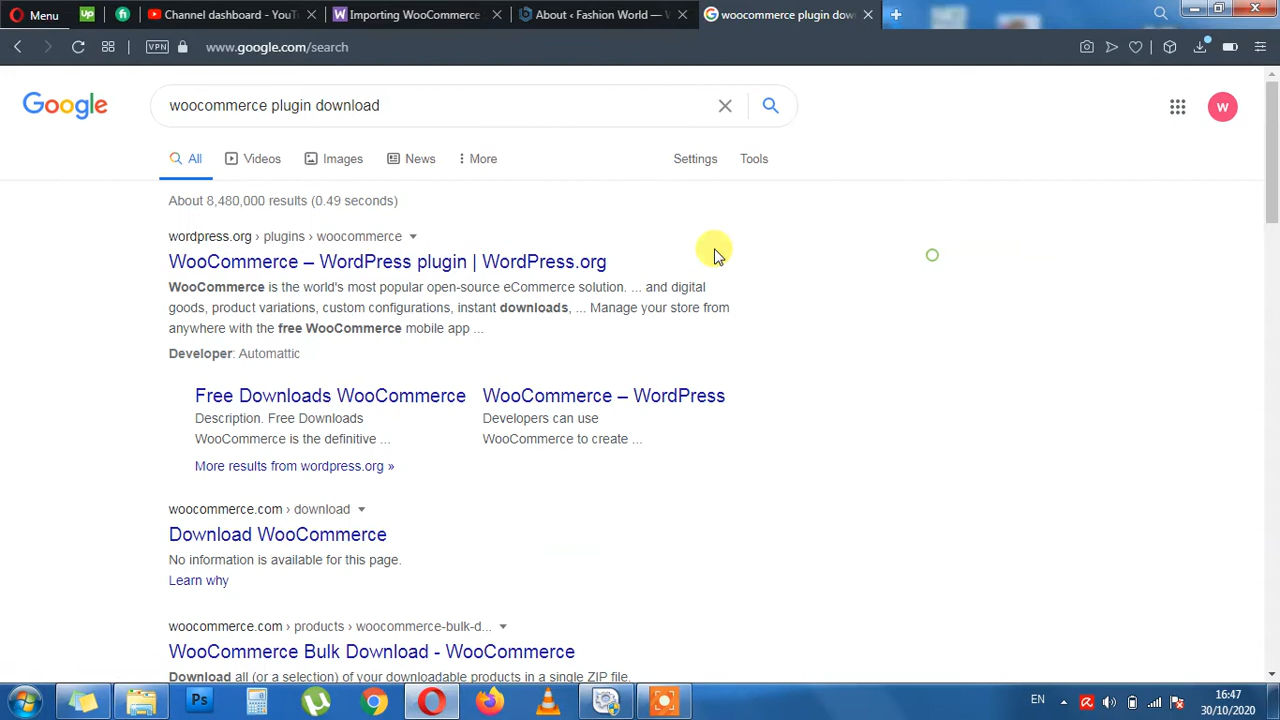 Menu
Up
fi
Channel dashboard - YouT
Importing WooCommerce
About ‹ Fashion World — W
woocommerce plugin down
VPN
www.google.com/search
Google
woocommerce plugin download
W
All
Videos
Images
News
More
Settings
Tools
About 8,480,000 results (0.49 seconds)
wordpress.org › plugins › woocommerce
WooCommerce – WordPress plugin | WordPress.org
WooCommerce is the world's most popular open-source eCommerce solution. ... and digital
goods, product variations, custom configurations, instant downloads, ... Manage your store from
anywhere with the free WooCommerce mobile app ...
Developer: Automattic
Free Downloads WooCommerce
Description. Free Downloads
WooCommerce is the definitive ...
WooCommerce – WordPress
Developers can use
WooCommerce to create ...
More results from wordpress.org »
woocommerce.com › download
Download WooCommerce
No information is available for this page.
Learn why
woocommerce.com › products › woocommerce-bulk-d...
WooCommerce Bulk Download - WooCommerce
Download all (or a selection) of your downloadable products in a single ZIP file.
Ps
EN
16:47
30/10/2020